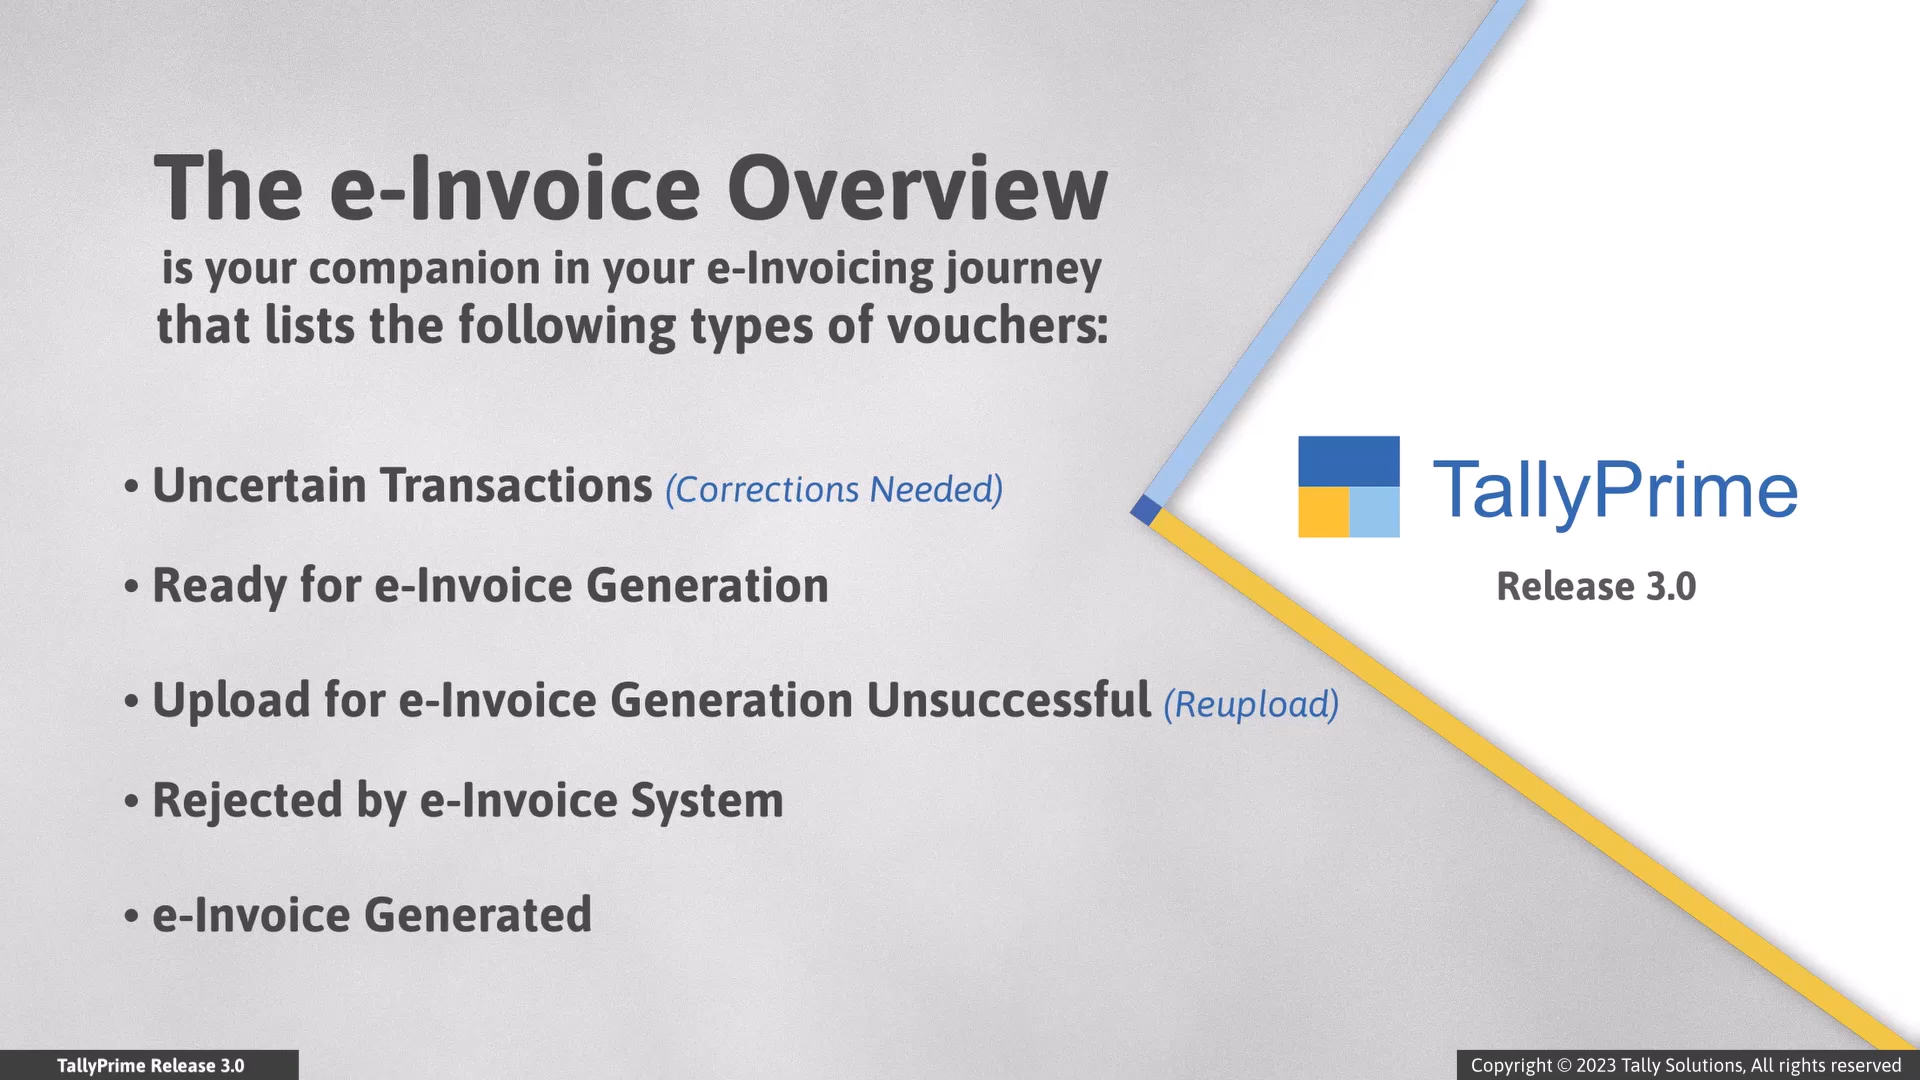 The e-Invoice Overview
is your companion in your e-Invoicing journey
that lists the following types of vouchers:
• Uncertain Transactions (Corrections Needed)
• Ready for e-Invoice Generation
• Upload for e-Invoice Generation Unsuccessful (Reupload)
• Rejected by e-Invoice System
• e-Invoice Generated
TallyPrime
Release 3.0
TallyPrime Release 3.0
Copyright © 2023 Tally Solutions, All rights reserved